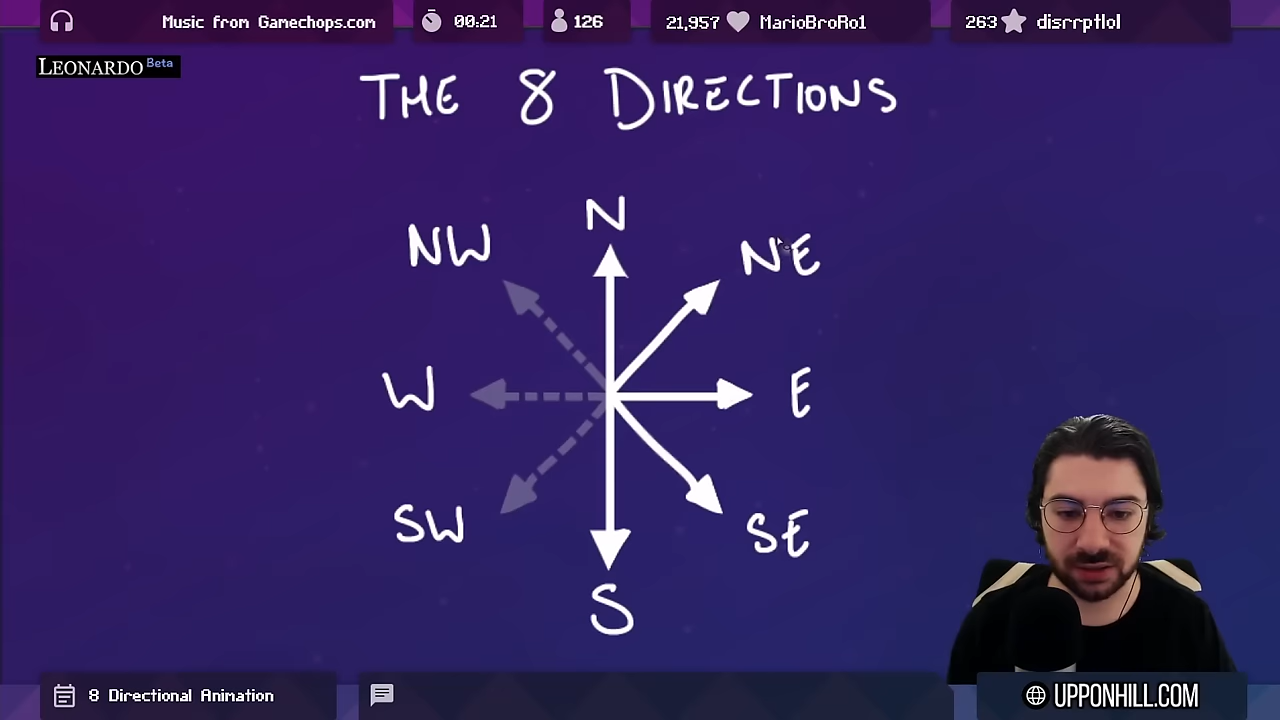 Music from Gamechops.com
00:21
126
21,957 MarioBroRo1
263 disrrptlol
LEONARDO Beta
THE 8 DIRECTIONS
N
NW
NE
W
E
SW
SE
S
8 Directional Animation
UPPONHILL.COM